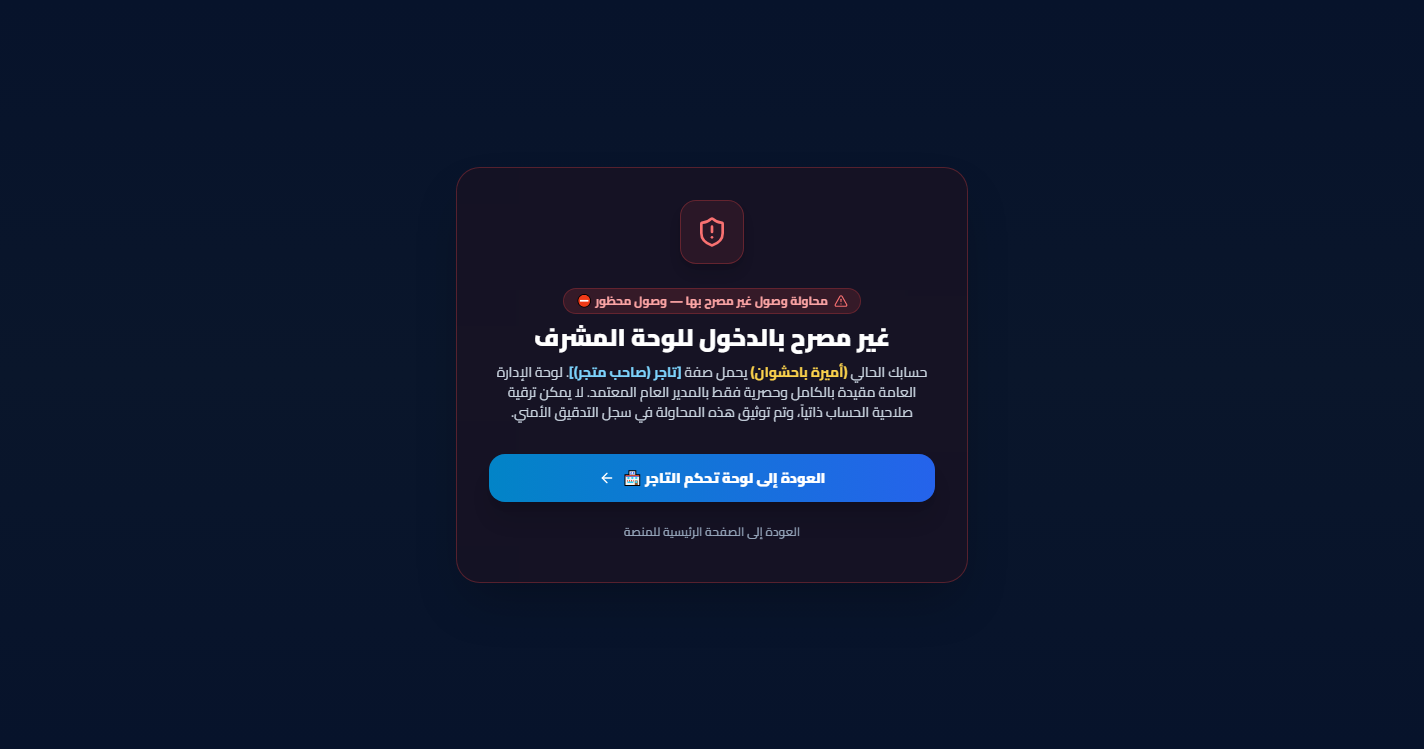 محاولة وصول غير مصرح بها — وصول محظور ⛔
غير مصرح بالدخول للوحة المشرف
حسابك الحالي (أميرة باحشوان) يحمل صفة [تاجر (صاحب متجر)]. لوحة الإدارة
العامة مقيدة بالكامل وحصرية فقط بالمدير العام المعتمد. لا يمكن ترقية
صلاحية الحساب ذاتياً، وتم توثيق هذه المحاولة في سجل التدقيق الأمني.
العودة إلى لوحة تحكم التاجر 🏪 ←
العودة إلى الصفحة الرئيسية للمنصة